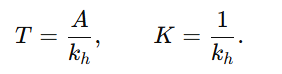 T = A / k_h,    K = 1 / k_h.